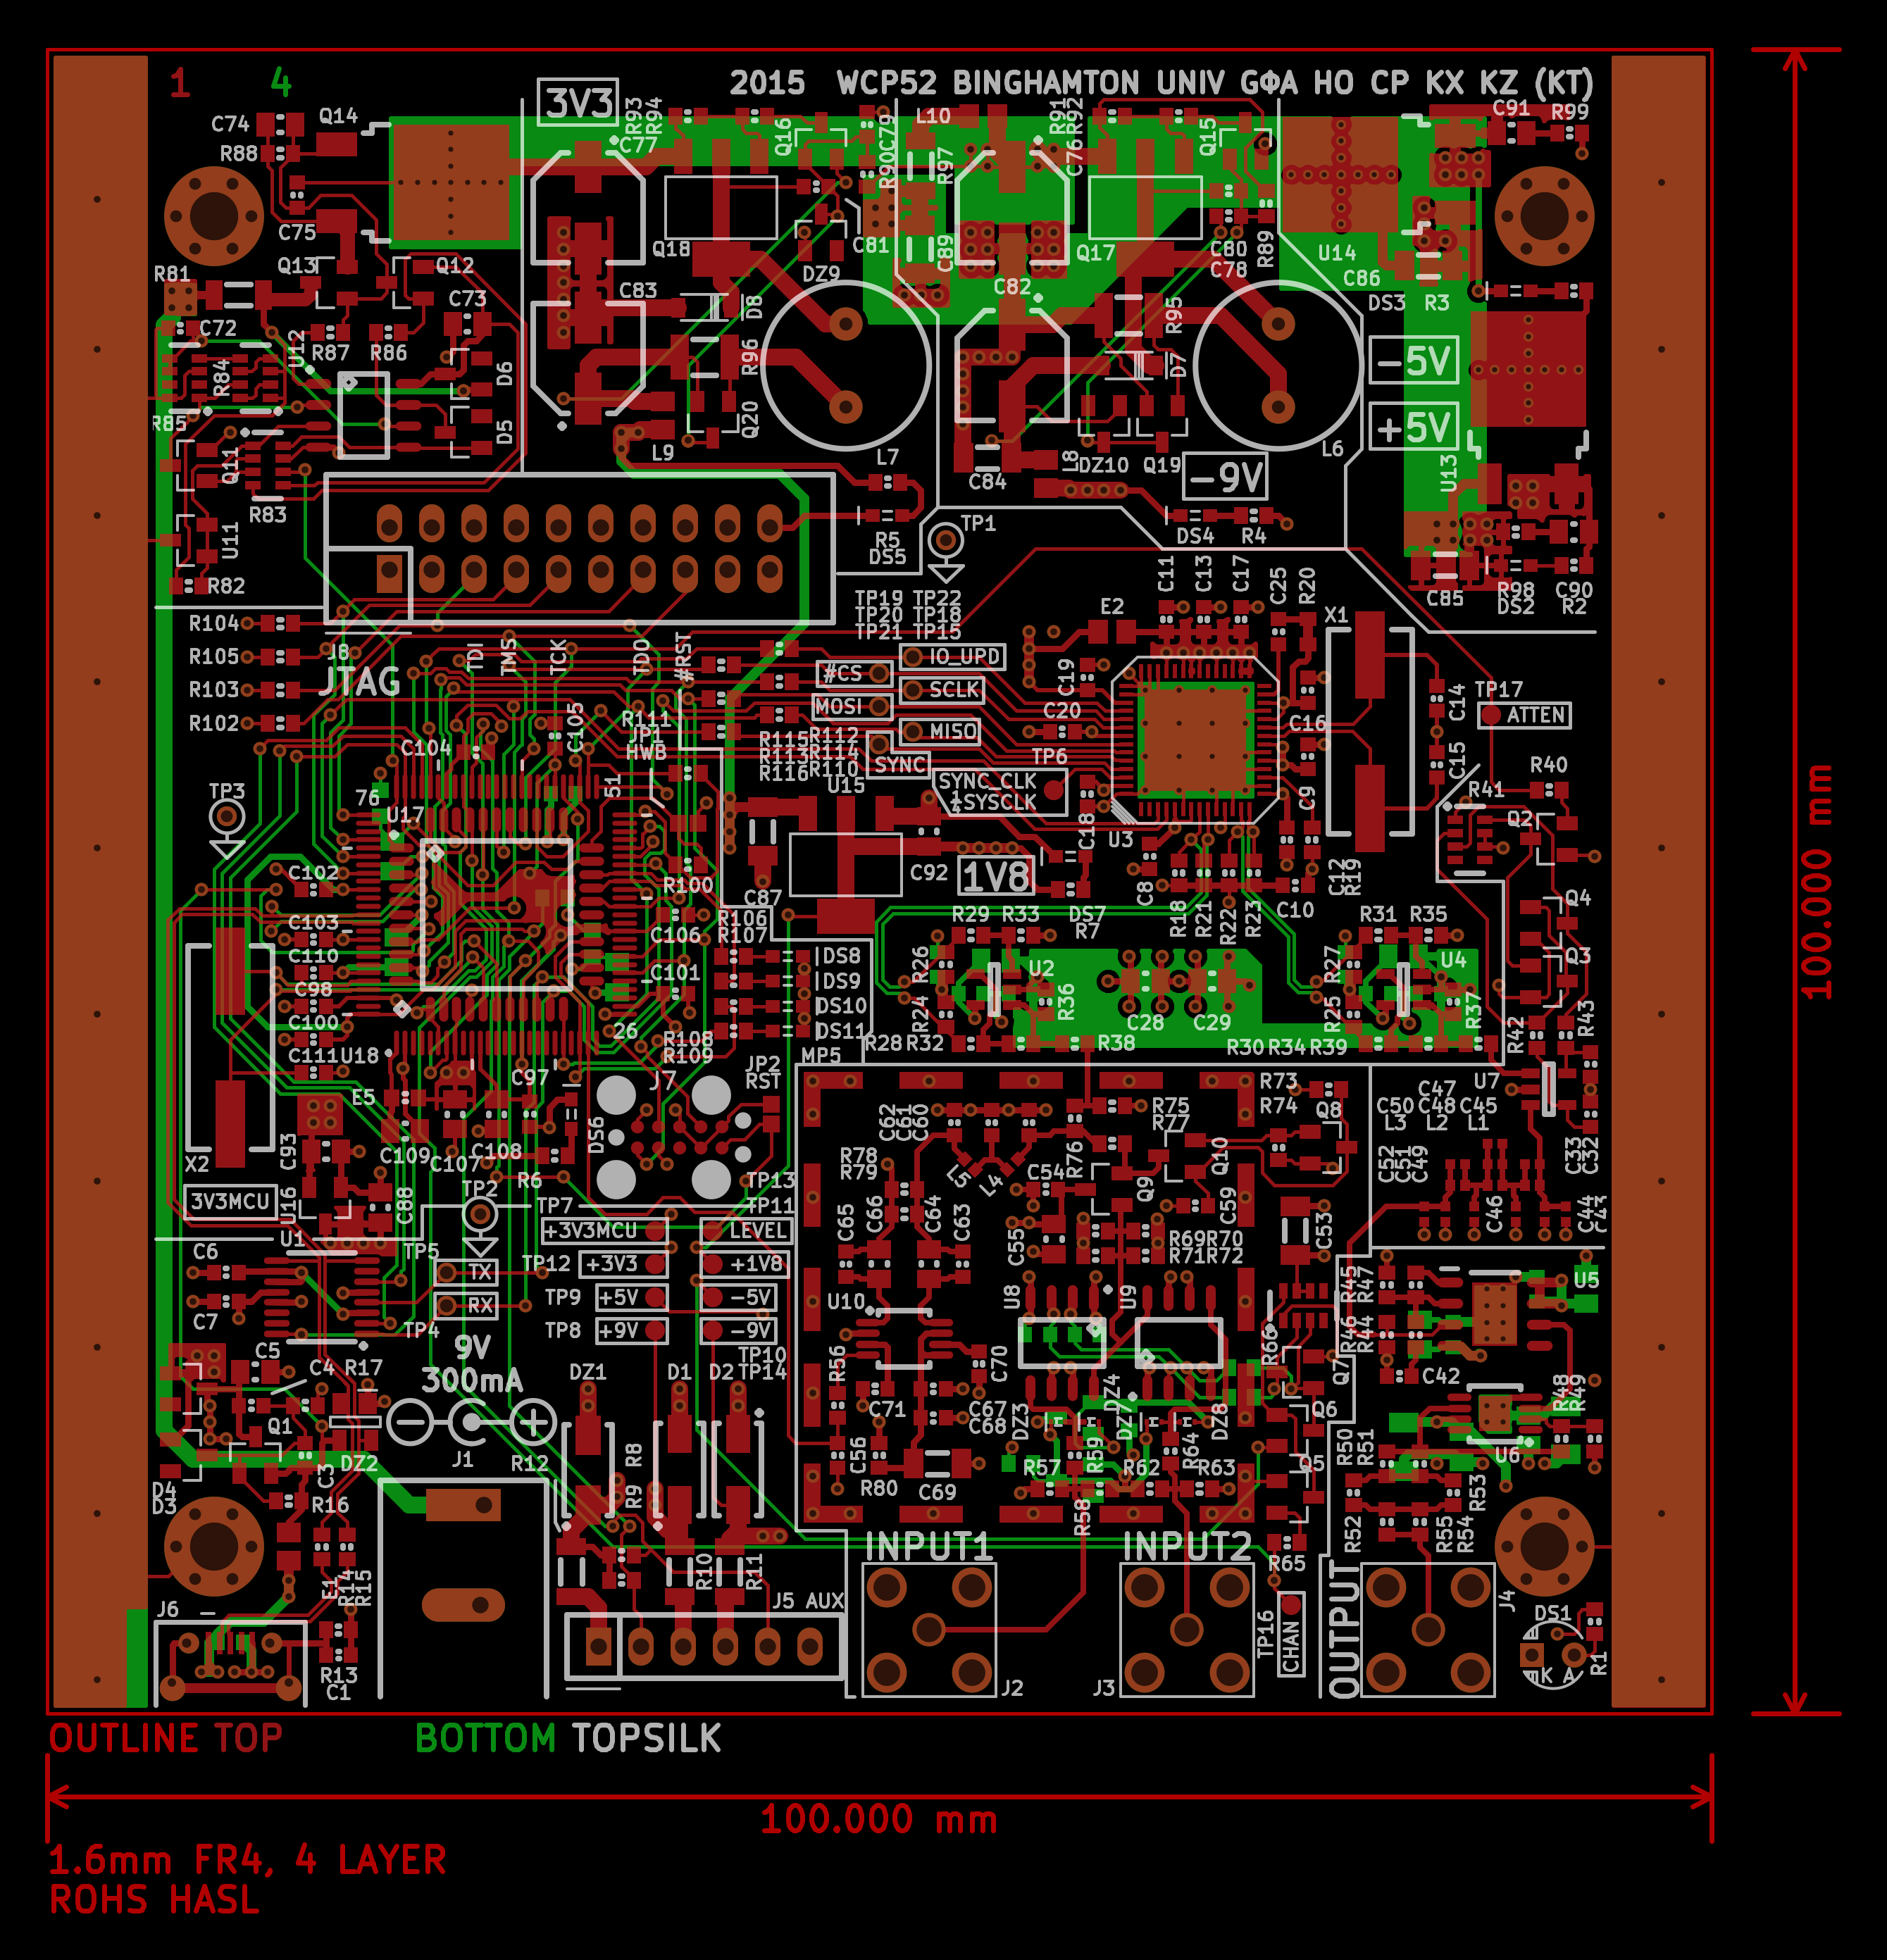 1 4
2015 WCP52 BINGHAMTON UNIV GΦA HO CP KX KZ (KT)
3V3
C74
Q14
R88
C75
R93
R94
C77
Q16
C79
R90
L10
R97
R91
R92
C76
Q15
C91
R99
R81
Q13
Q12
C73
C72
R87
R86
U12
R84
R85
D6
D5
Q18
C83
D8
DZ9
C81
C89
C82
Q17
C80
C78
R89
U14
C86
DS3
R3
R96
Q20
L9
L7
R95
D7
L6
-5V
+5V
U13
Q11
R83
U11
R82
C84
L8
DZ10
Q19
-9V
R5
DS5
TP1
DS4
R4
C85
R98
DS2
C90
R2
R104
R105
R103
R102
J8
JTAG
TDI
TMS
TCK
TDO
#RST
TP19 TP22
TP20 TP18
TP21 TP15
IO_UPD
#CS
SCLK
MOSI
MISO
SYNC
E2
C11
C13
C17
C25
R20
X1
C19
C20
C16
C14
TP17
ATTEN
C15
C104
C105
R111
JP1
HWB
R115
R112
R113
R114
R116
R110
TP6
SYNC_CLK
SYSCLK
U15
TP3
76
U17
51
C18
U3
C9
R40
R41
Q2
C102
R100
C87
C92
1V8
C8
C12
R19
C10
Q4
Q3
C103
C110
C98
C100
C111
U18
C106
C101
26
R106
R107
DS8
DS9
DS10
DS11
R108
R109
R29
R33
DS7
R7
R18
R21
R22
R23
R31
R35
R26
U2
R24
R36
C28
C29
R27
U4
R25
R37
R42
R43
MP5
R28
R32
R38
R30
R34
R39
X2
E5
C97
J7
JP2
RST
DS6
C93
C109
C107
C108
R6
3V3MCU
U16
C88
TP2
TP7
TP13
TP11
+3V3MCU
LEVEL
TP12
+3V3
+1V8
TP9
+5V
-5V
TP8
+9V
-9V
TP10
TP14
U1
TP5
TX
RX
TP4
C6
C7
C62
C61
C60
R75
R77
R76
R73
R74
Q8
Q10
Q9
R78
R79
L5
L4
C54
C66
C64
C65
C63
C55
C59
R69
R70
R71
R72
C53
U7
C47
C50
C48
C45
L3
L2
L1
C52
C51
C49
C33
C32
C46
C44
C43
R45
R47
U5
R46
R44
C42
U10
U8
U9
R56
C70
R66
Q7
C71
C67
C68
DZ3
DZ4
DZ7
DZ8
Q6
Q5
C56
R80
C69
R57
R59
R58
R62
R64
R63
R65
R48
R49
R50
R51
U6
R53
R52
R55
R54
9V
300mA
C5
C4
R17
Q1
C3
DZ2
D4
D3
J1
R12
R16
DZ1
D1
D2
R8
R9
R10
R11
E1
R14
R15
J6
R13
C1
J5 AUX
INPUT1
INPUT2
OUTPUT
J2
J3
J4
TP16
CHAN
DS1
K A
R1
OUTLINE TOP
BOTTOM TOPSILK
100.000 mm
100.000 mm
1.6mm FR4, 4 LAYER
ROHS HASL